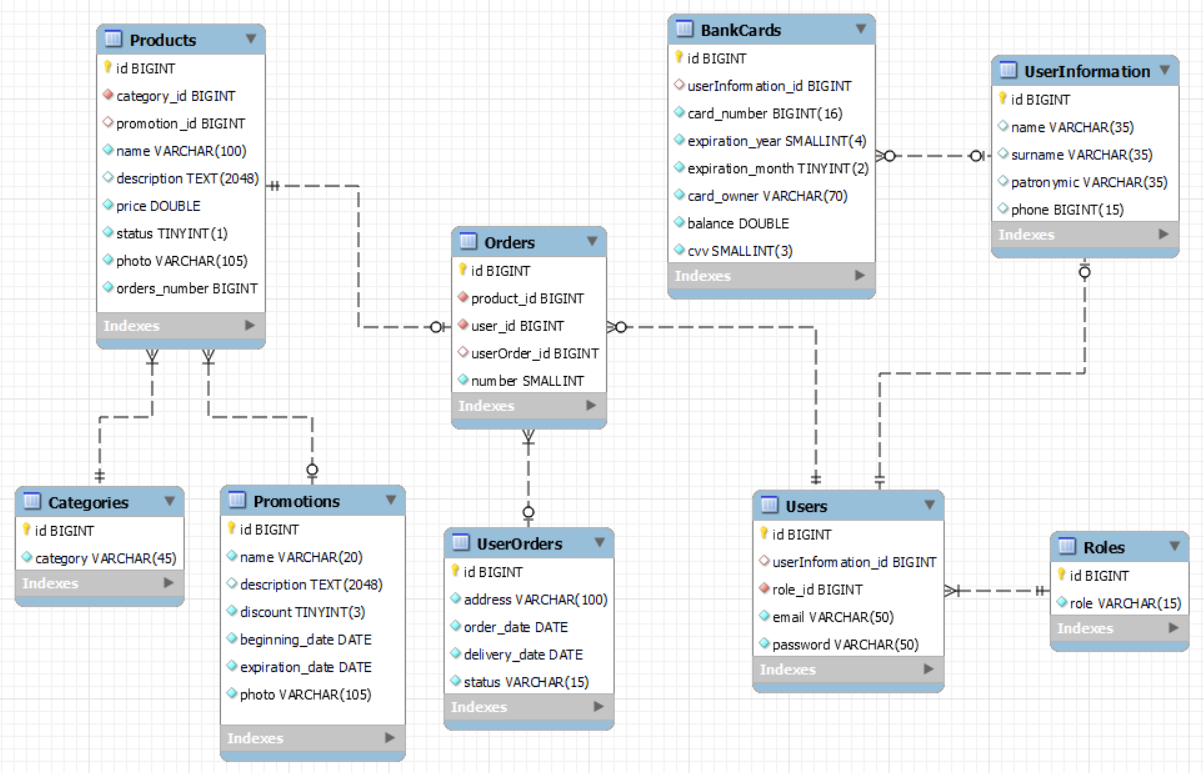 Products
id BIGINT
category_id BIGINT
promotion_id BIGINT
name VARCHAR(100)
description TEXT(2048)
price DOUBLE
status TINYINT(1)
photo VARCHAR(105)
orders_number BIGINT
Indexes
BankCards
id BIGINT
userInformation_id BIGINT
card_number BIGINT(16)
expiration_year SMALLINT(4)
expiration_month TINYINT(2)
card_owner VARCHAR(70)
balance DOUBLE
cvv SMALLINT(3)
Indexes
UserInformation
id BIGINT
name VARCHAR(35)
surname VARCHAR(35)
patronymic VARCHAR(35)
phone BIGINT(15)
Indexes
Orders
id BIGINT
product_id BIGINT
user_id BIGINT
userOrder_id BIGINT
number SMALLINT
Indexes
Categories
id BIGINT
category VARCHAR(45)
Indexes
Promotions
id BIGINT
name VARCHAR(20)
description TEXT(2048)
discount TINYINT(3)
beginning_date DATE
expiration_date DATE
photo VARCHAR(105)
Indexes
UserOrders
id BIGINT
address VARCHAR(100)
order_date DATE
delivery_date DATE
status VARCHAR(15)
Indexes
Users
id BIGINT
userInformation_id BIGINT
role_id BIGINT
email VARCHAR(50)
password VARCHAR(50)
Indexes
Roles
id BIGINT
role VARCHAR(15)
Indexes